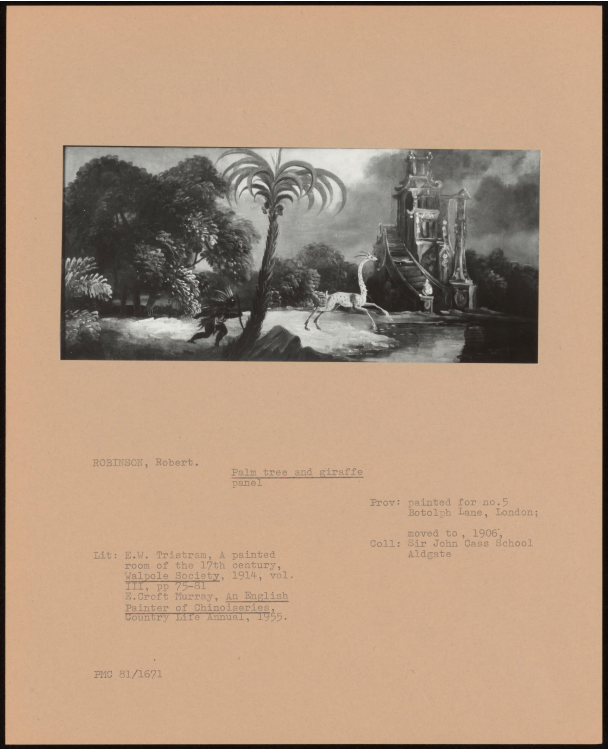 ROBINSON, Robert.
Palm tree and giraffe
panel
Prov: painted for no.5
Botolph Lane, London;
moved to, 1906,
Coll: Sir John Cass School
Aldgate
Lit: E.W. Tristram, A painted
room of the 17th century,
Walpole Society, 1914, vol.
III, pp 75-81
E.Croft Murray, An English
Painter of Chinoiseries,
Country Life Annual, 1955.
PMC 81/1671